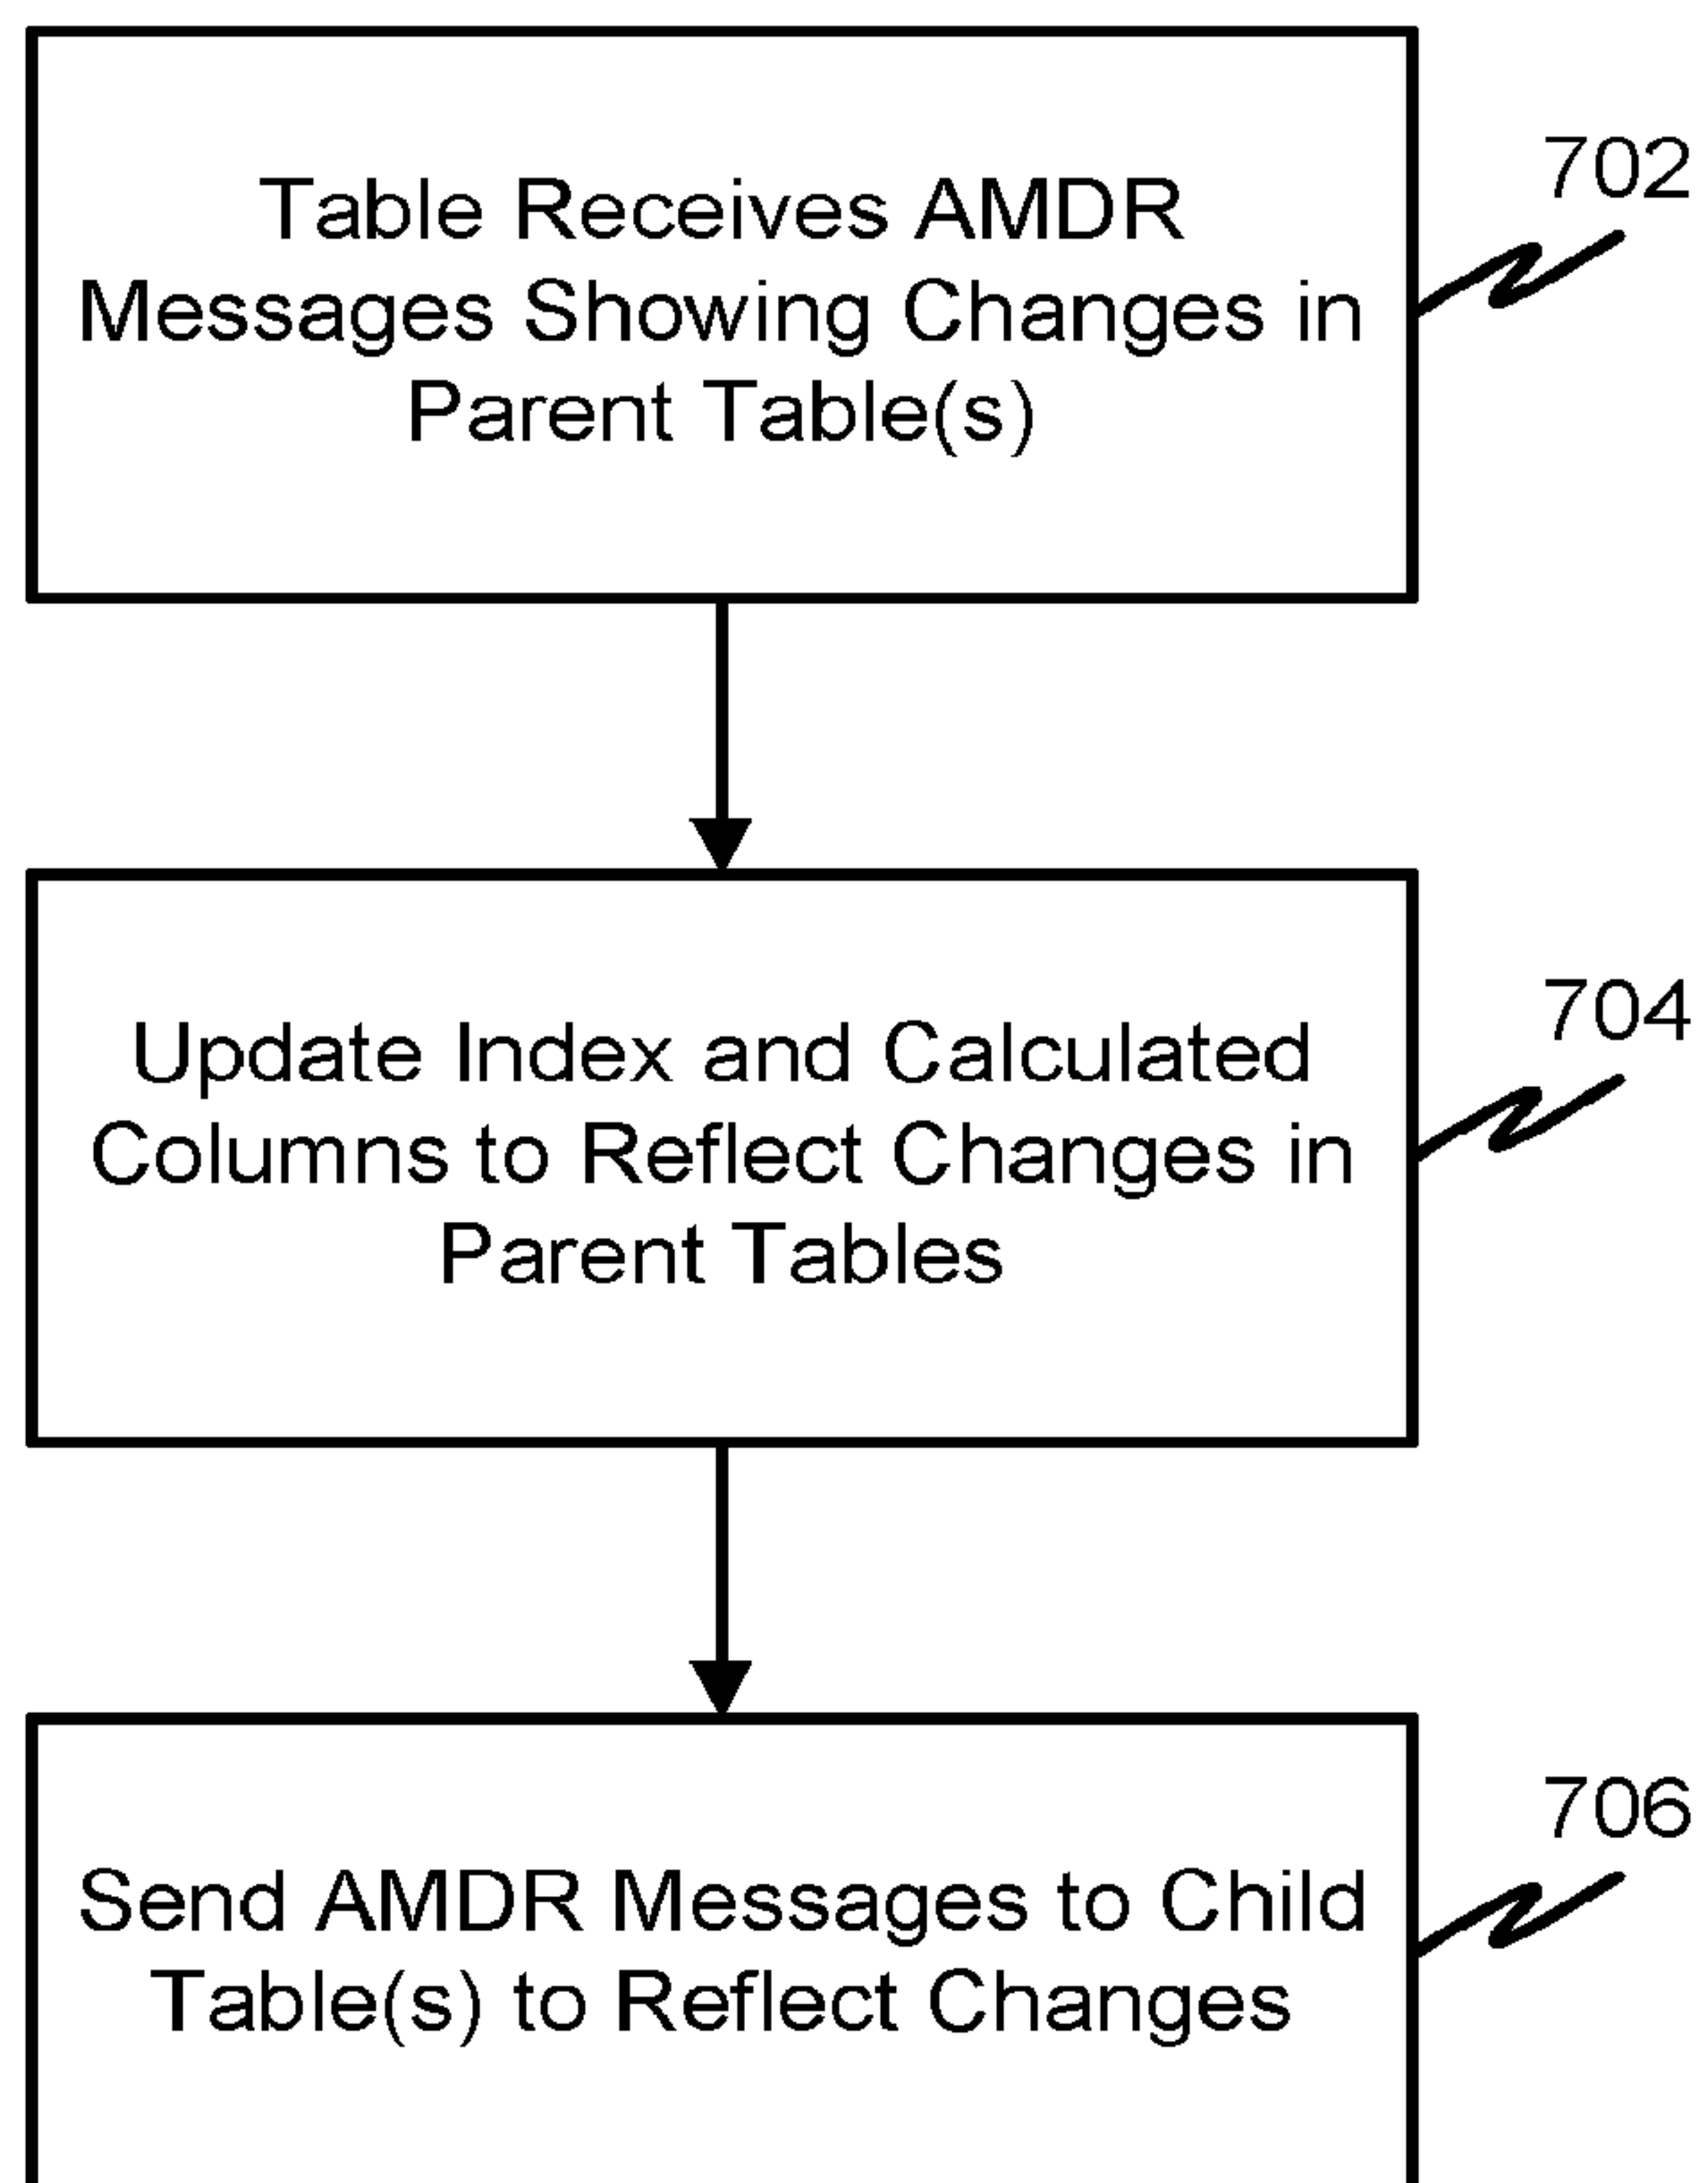 702
Table Receives AMDR
Messages Showing Changes in
Parent Table(s)
704
Update Index and Calculated
Columns to Reflect Changes in
Parent Tables
706
Send AMDR Messages to Child
Table(s) to Reflect Changes